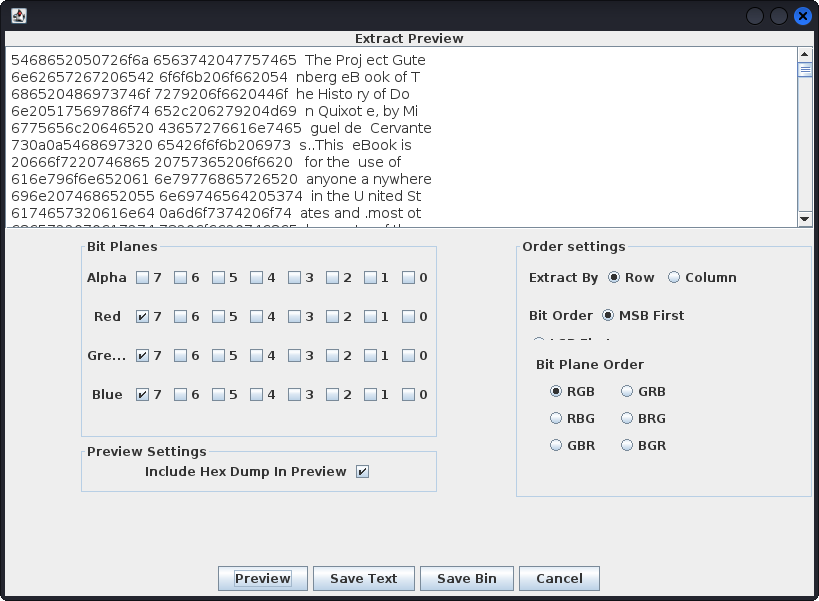 Extract Preview
5468652050726f6a 6563742047757465 The Proj ect Gute
6e62657267206542 6f6f6b206f662054 nberg eB ook of T
686520486973746f 7279206f6620446f he Histo ry of Do
6e20517569786f74 652c206279204d69 n Quixot e, by Mi
6775656c20646520 43657276616e7465 guel de Cervante
730a0a5468697320 65426f6f6b206973 s..This eBook is
20666f7220746865 20757365206f6620 for the use of
616e796f6e652061 6e79776865726520 anyone a nywhere
696e207468652055 6e69746564205374 in the U nited St
6174657320616e64 0a6d6f7374206f74 ates and .most ot
Bit Planes
Alpha 7 6 5 4 3 2 1 0
Red 7 6 5 4 3 2 1 0
Gre... 7 6 5 4 3 2 1 0
Blue 7 6 5 4 3 2 1 0
Preview Settings
Include Hex Dump In Preview
Order settings
Extract By Row Column
Bit Order MSB First
Bit Plane Order
RGB GRB
RBG BRG
GBR BGR
Preview Save Text Save Bin Cancel